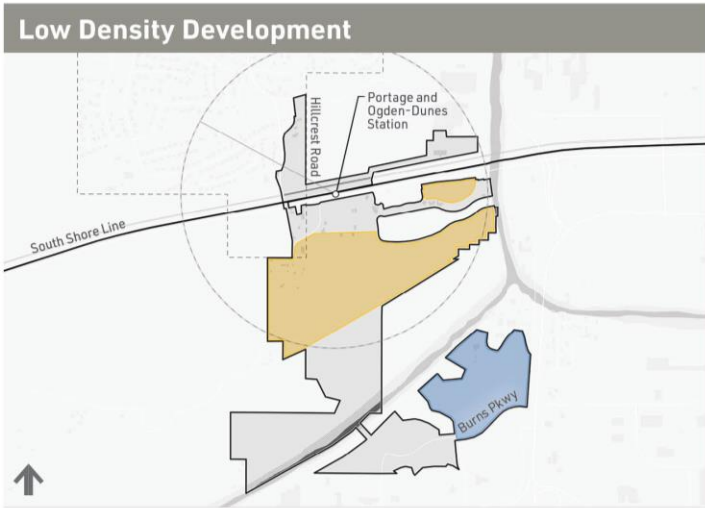 Low Density Development
Hillcrest Road
Portage and
Ogden-Dunes
Station
South Shore Line
Burns Pkwy